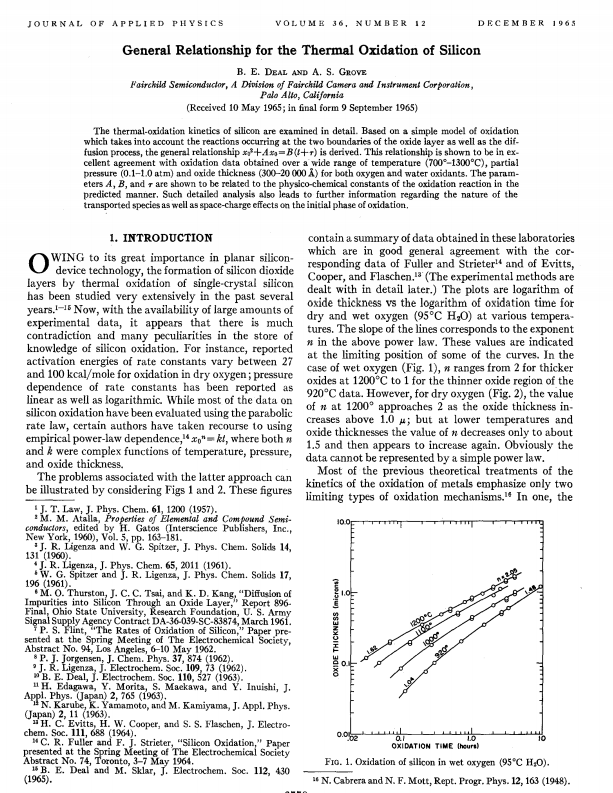 JOURNAL OF APPLIED PHYSICS VOLUME 36, NUMBER 12 DECEMBER 1965
General Relationship for the Thermal Oxidation of Silicon
B. E. DEAL AND A. S. GROVE
Fairchild Semiconductor, A Division of Fairchild Camera and Instrument Corporation,
Palo Alto, California
(Received 10 May 1965; in final form 9 September 1965)
The thermal-oxidation kinetics of silicon are examined in detail. Based on a simple model of oxidation
which takes into account the reactions occurring at the two boundaries of the oxide layer as well as the dif-
fusion process, the general relationship x₀²+Ax₀=B(t+τ) is derived. This relationship is shown to be in ex-
cellent agreement with oxidation data obtained over a wide range of temperature (700°–1300°C), partial
pressure (0.1–1.0 atm) and oxide thickness (300–20 000 Å) for both oxygen and water oxidants. The param-
eters A, B, and τ are shown to be related to the physico-chemical constants of the oxidation reaction in the
predicted manner. Such detailed analysis also leads to further information regarding the nature of the
transported species as well as space-charge effects on the initial phase of oxidation.
1. INTRODUCTION
OWING to its great importance in planar silicon-
device technology, the formation of silicon dioxide
layers by thermal oxidation of single-crystal silicon
has been studied very extensively in the past several
years.¹⁻¹⁵ Now, with the availability of large amounts of
experimental data, it appears that there is much
contradiction and many peculiarities in the store of
knowledge of silicon oxidation. For instance, reported
activation energies of rate constants vary between 27
and 100 kcal/mole for oxidation in dry oxygen; pressure
dependence of rate constants has been reported as
linear as well as logarithmic. While most of the data on
silicon oxidation have been evaluated using the parabolic
rate law, certain authors have taken recourse to using
empirical power-law dependence,¹⁴ x₀ⁿ=kt, where both n
and k were complex functions of temperature, pressure,
and oxide thickness.
The problems associated with the latter approach can
be illustrated by considering Figs 1 and 2. These figures
¹ J. T. Law, J. Phys. Chem. 61, 1200 (1957).
² M. M. Atalla, Properties of Elemental and Compound Semi-
conductors, edited by H. Gatos (Interscience Publishers, Inc.,
New York, 1960), Vol. 5, pp. 163–181.
³ J. R. Ligenza and W. G. Spitzer, J. Phys. Chem. Solids 14,
131 (1960).
⁴ J. R. Ligenza, J. Phys. Chem. 65, 2011 (1961).
⁵ W. G. Spitzer and J. R. Ligenza, J. Phys. Chem. Solids 17,
196 (1961).
⁶ M. O. Thurston, J. C. C. Tsai, and K. D. Kang, "Diffusion of
Impurities into Silicon Through an Oxide Layer," Report 896-
Final, Ohio State University, Research Foundation, U. S. Army
Signal Supply Agency Contract DA-36-039-SC-83874, March 1961.
⁷ P. S. Flint, "The Rates of Oxidation of Silicon," Paper pre-
sented at the Spring Meeting of The Electrochemical Society,
Abstract No. 94, Los Angeles, 6–10 May 1962.
⁸ P. J. Jorgensen, J. Chem. Phys. 37, 874 (1962).
⁹ J. R. Ligenza, J. Electrochem. Soc. 109, 73 (1962).
¹⁰ B. E. Deal, J. Electrochem. Soc. 110, 527 (1963).
¹¹ H. Edagawa, Y. Morita, S. Maekawa, and Y. Inuishi, J.
Appl. Phys. (Japan) 2, 765 (1963).
¹² N. Karube, K. Yamamoto, and M. Kamiyama, J. Appl. Phys.
(Japan) 2, 11 (1963).
¹³ H. C. Evitts, H. W. Cooper, and S. S. Flaschen, J. Electro-
chem. Soc. 111, 688 (1964).
¹⁴ C. R. Fuller and F. J. Strieter, "Silicon Oxidation," Paper
presented at the Spring Meeting of The Electrochemical Society
Abstract No. 74, Toronto, 3–7 May 1964.
¹⁵ B. E. Deal and M. Sklar, J. Electrochem. Soc. 112, 430
(1965).
contain a summary of data obtained in these laboratories
which are in good general agreement with the cor-
responding data of Fuller and Strieter¹⁴ and of Evitts,
Cooper, and Flaschen.¹³ (The experimental methods are
dealt with in detail later.) The plots are logarithm of
oxide thickness vs the logarithm of oxidation time for
dry and wet oxygen (95°C H₂O) at various tempera-
tures. The slope of the lines corresponds to the exponent
n in the above power law. These values are indicated
at the limiting position of some of the curves. In the
case of wet oxygen (Fig. 1), n ranges from 2 for thicker
oxides at 1200°C to 1 for the thinner oxide region of the
920°C data. However, for dry oxygen (Fig. 2), the value
of n at 1200° approaches 2 as the oxide thickness in-
creases above 1.0 μ; but at lower temperatures and
oxide thicknesses the value of n decreases only to about
1.5 and then appears to increase again. Obviously the
data cannot be represented by a simple power law.
Most of the previous theoretical treatments of the
kinetics of the oxidation of metals emphasize only two
limiting types of oxidation mechanisms.¹⁶ In one, the
10.0
1.0
0.1
0.01
OXIDE THICKNESS (microns)
n=2.05
1.48
1200°C
1100°
1000°
920°
1.62
1.04
.02 0.1 1.0 10
OXIDATION TIME (hours)
FIG. 1. Oxidation of silicon in wet oxygen (95°C H₂O).
¹⁶ N. Cabrera and N. F. Mott, Rept. Progr. Phys. 12, 163 (1948).